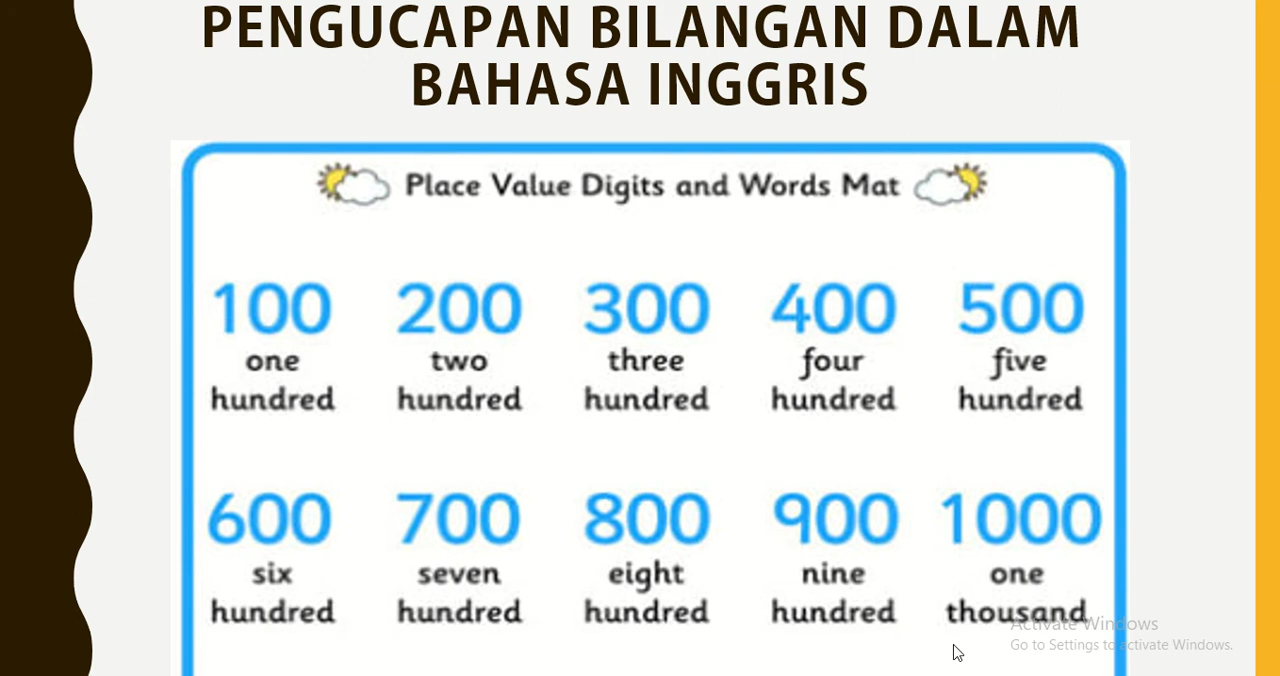 PENGUCAPAN BILANGAN DALAM
BAHASA INGGRIS
Place Value Digits and Words Mat
100 200 300 400 500
one two three four five
hundred hundred hundred hundred hundred
600 700 800 900 1000
six seven eight nine one
hundred hundred hundred hundred thousand
Activate Windows
Go to Settings to activate Windows.